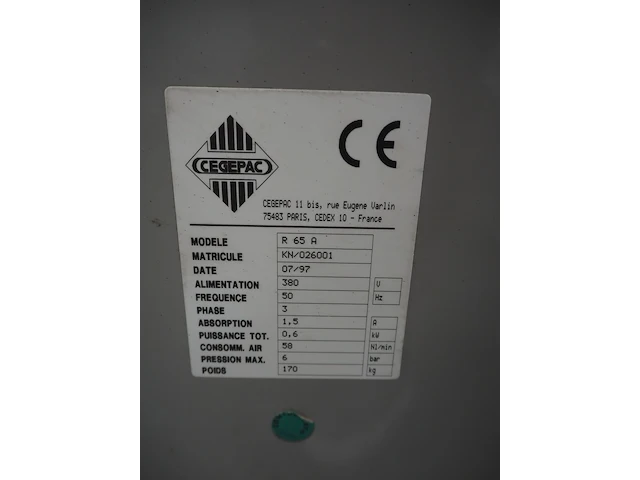 CEGEPAC
CE
CEGEPAC 11 bis, rue Eugene Varlin
75483 PARIS, CEDEX 10 - France
MODELE R 65 A
MATRICULE KN/026001
DATE 07/97
ALIMENTATION 380 V
FREQUENCE 50 Hz
PHASE 3
ABSORPTION 1,5 A
PUISSANCE TOT. 0,6 kW
CONSOMM. AIR 58 Nl/min
PRESSION MAX. 6 bar
POIDS 170 kg